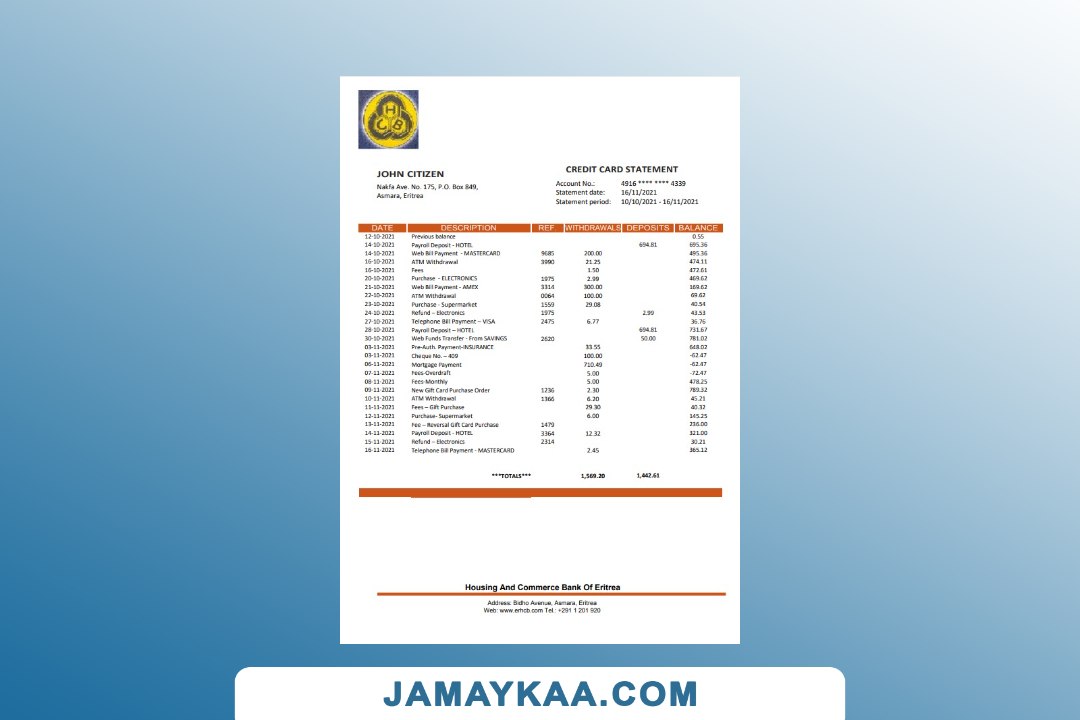 H
C B
JOHN CITIZEN
Nakfa Ave. No. 175, P.O. Box 849,
Asmara, Eritrea
CREDIT CARD STATEMENT
Account No.: 4916 **** **** 4339
Statement date: 16/11/2021
Statement period: 10/10/2021 - 16/11/2021
DATE DESCRIPTION REF. WITHDRAWALS DEPOSITS BALANCE
12-10-2021 Previous balance 0.55
14-10-2021 Payroll Deposit - HOTEL 694.81 695.36
14-10-2021 Web Bill Payment - MASTERCARD 9685 200.00 495.36
16-10-2021 ATM Withdrawal 3990 21.25 474.11
16-10-2021 Fees 1.50 472.61
20-10-2021 Purchase - ELECTRONICS 1975 2.99 469.62
21-10-2021 Web Bill Payment - AMEX 3314 300.00 169.62
22-10-2021 ATM Withdrawal 0064 100.00 69.62
23-10-2021 Purchase - Supermarket 1559 29.08 40.54
24-10-2021 Refund – Electronics 1975 2.99 43.53
27-10-2021 Telephone Bill Payment – VISA 2475 6.77 36.76
28-10-2021 Payroll Deposit – HOTEL 694.81 731.67
30-10-2021 Web Funds Transfer - From SAVINGS 2620 50.00 781.02
03-11-2021 Pre-Auth. Payment-INSURANCE 33.55 648.02
03-11-2021 Cheque No. – 409 100.00 -62.47
06-11-2021 Mortgage Payment 710.49 -62.47
07-11-2021 Fees-Overdraft 5.00 -72.47
08-11-2021 Fees-Monthly 5.00 478.25
09-11-2021 New Gift Card Purchase Order 1236 2.30 789.32
10-11-2021 ATM Withdrawal 1366 6.20 45.21
11-11-2021 Fees – Gift Purchase 29.30 40.32
12-11-2021 Purchase- Supermarket 6.00 145.25
13-11-2021 Fee – Reversal Gift Card Purchase 1479 236.00
14-11-2021 Payroll Deposit - HOTEL 3364 12.32 321.00
15-11-2021 Refund – Electronics 2314 30.21
16-11-2021 Telephone Bill Payment - MASTERCARD 2.45 365.12
***TOTALS*** 1,569.20 1,442.61
Housing And Commerce Bank Of Eritrea
Address: Bidho Avenue, Asmara, Eritrea
Web: www.erhcb.com Tel.: +291 1 201 920
JAMAYKAA.COM